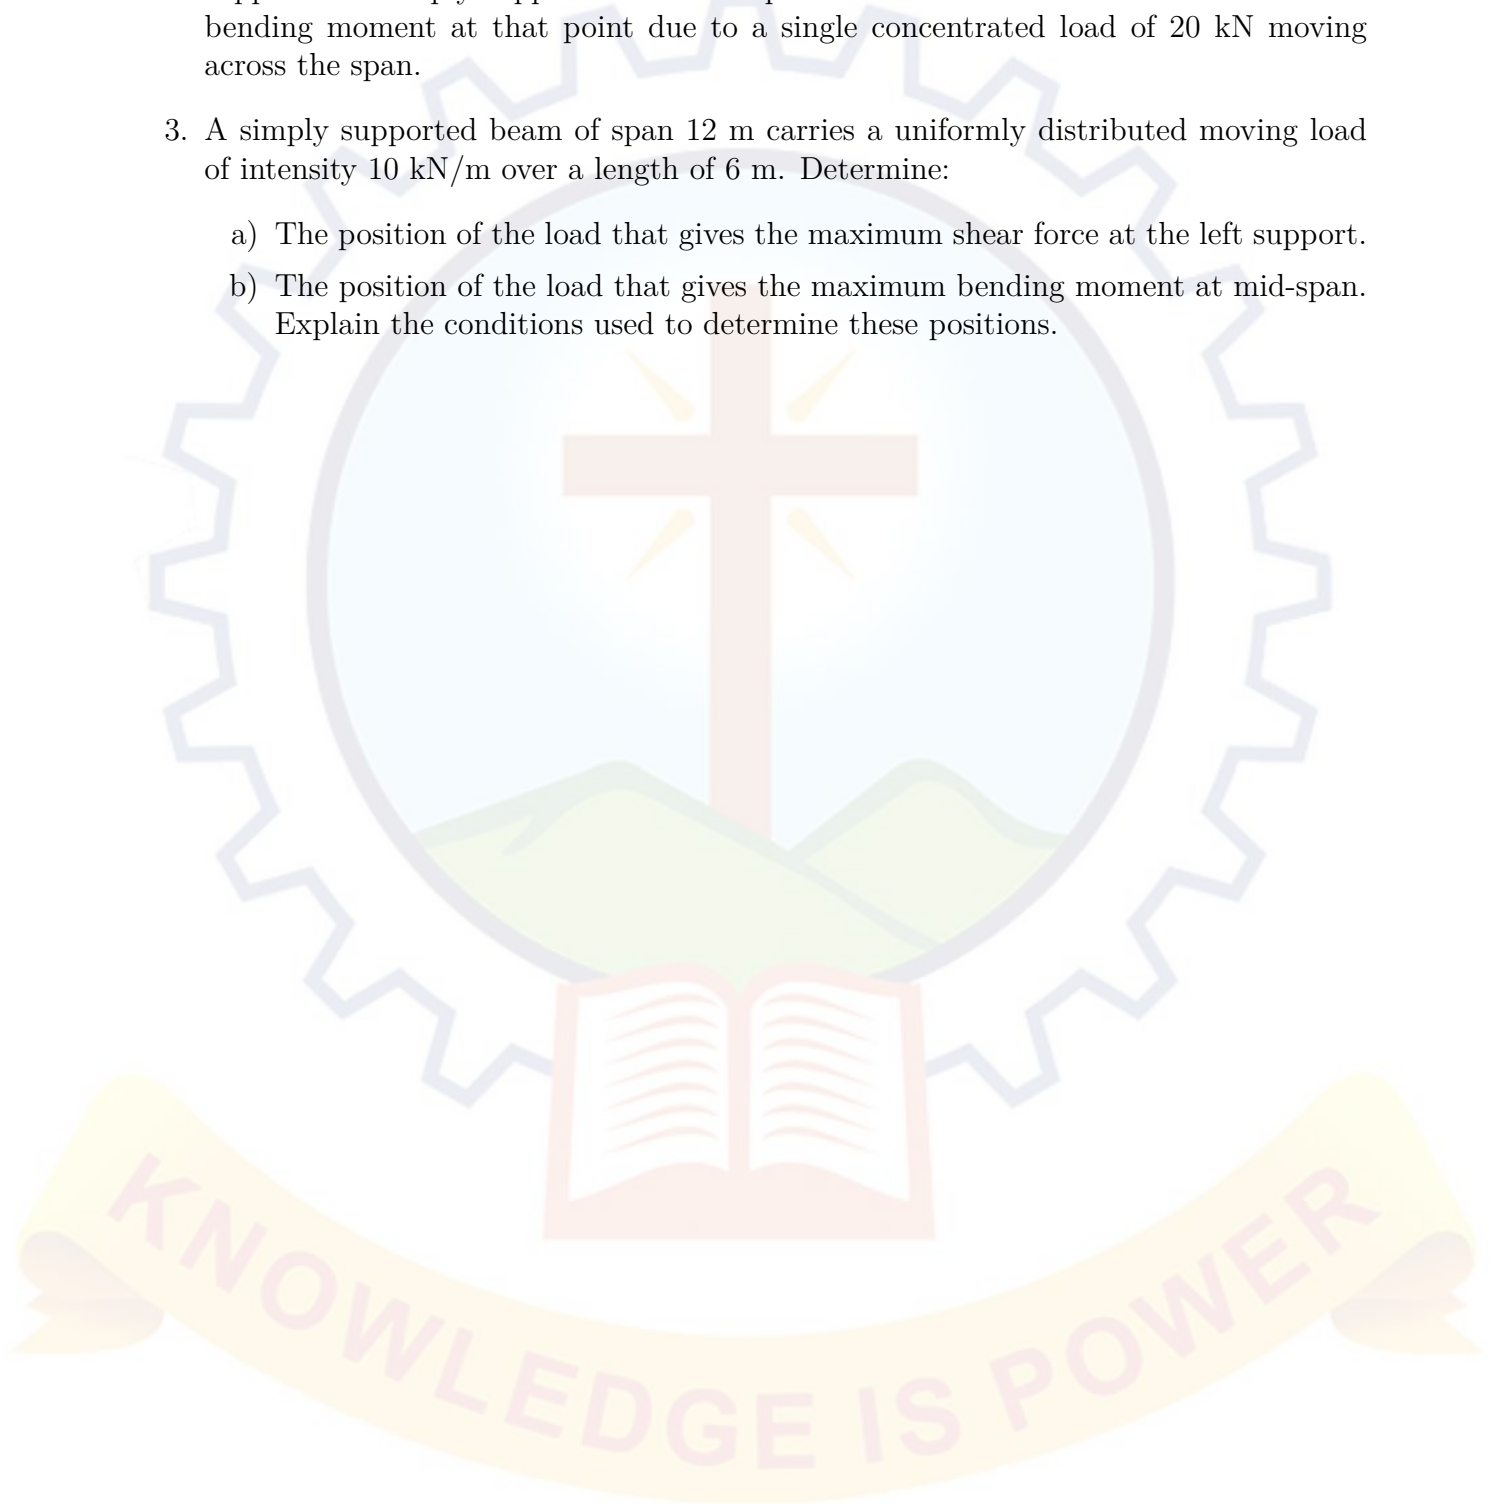 bending moment at that point due to a single concentrated load of 20 kN moving
across the span.
3. A simply supported beam of span 12 m carries a uniformly distributed moving load
of intensity 10 kN/m over a length of 6 m. Determine:
a) The position of the load that gives the maximum shear force at the left support.
b) The position of the load that gives the maximum bending moment at mid-span.
Explain the conditions used to determine these positions.
KNOWLEDGE IS POWER